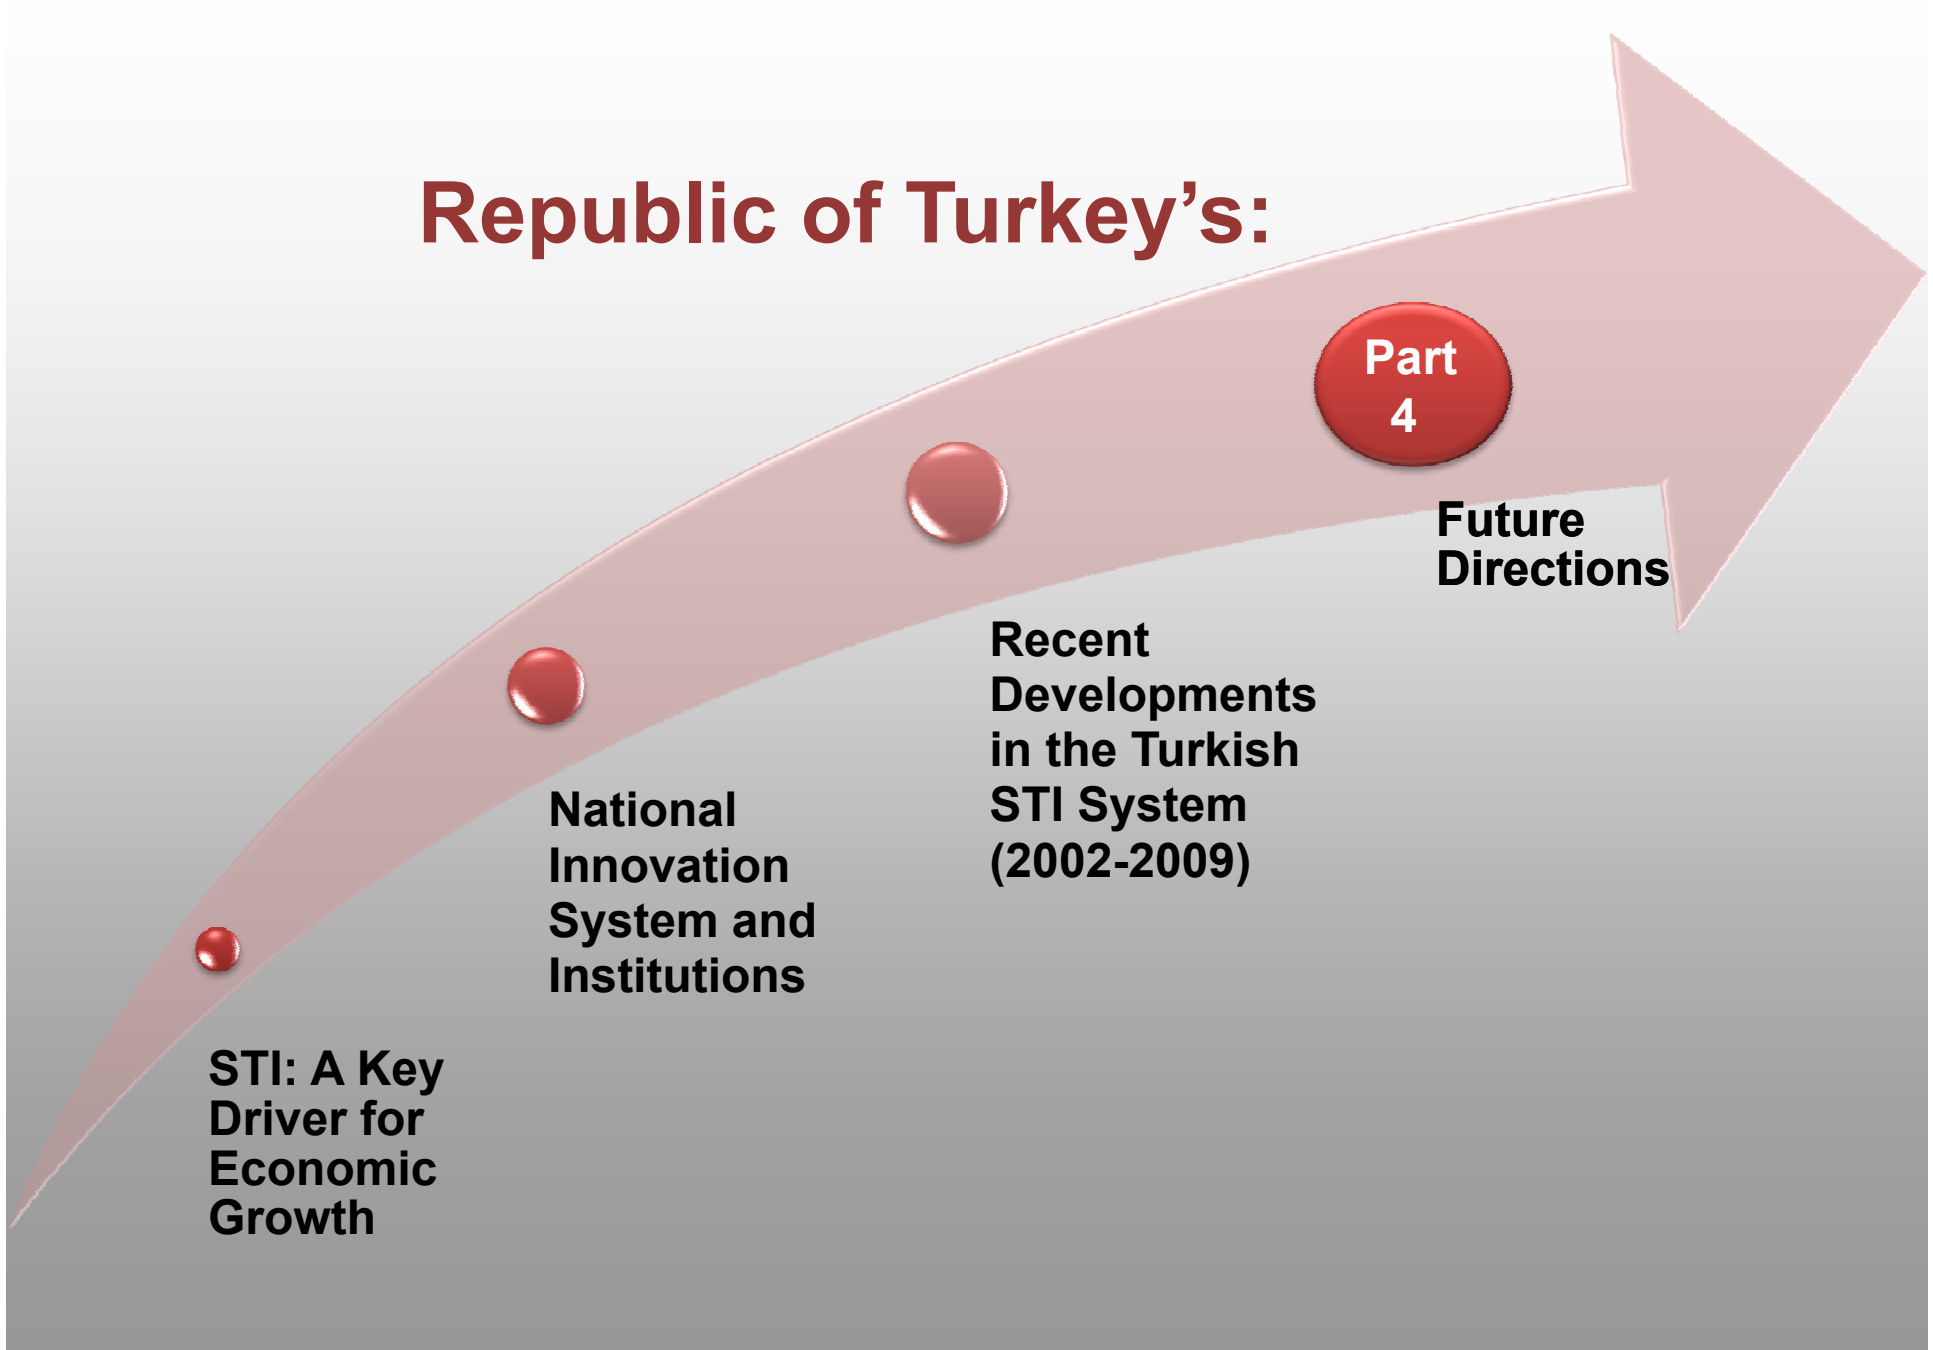 Republic of Turkey’s:
Part
4
Future
Directions
Recent
Developments
in the Turkish
STI System
(2002-2009)
National
Innovation
System and
Institutions
STI: A Key
Driver for
Economic
Growth